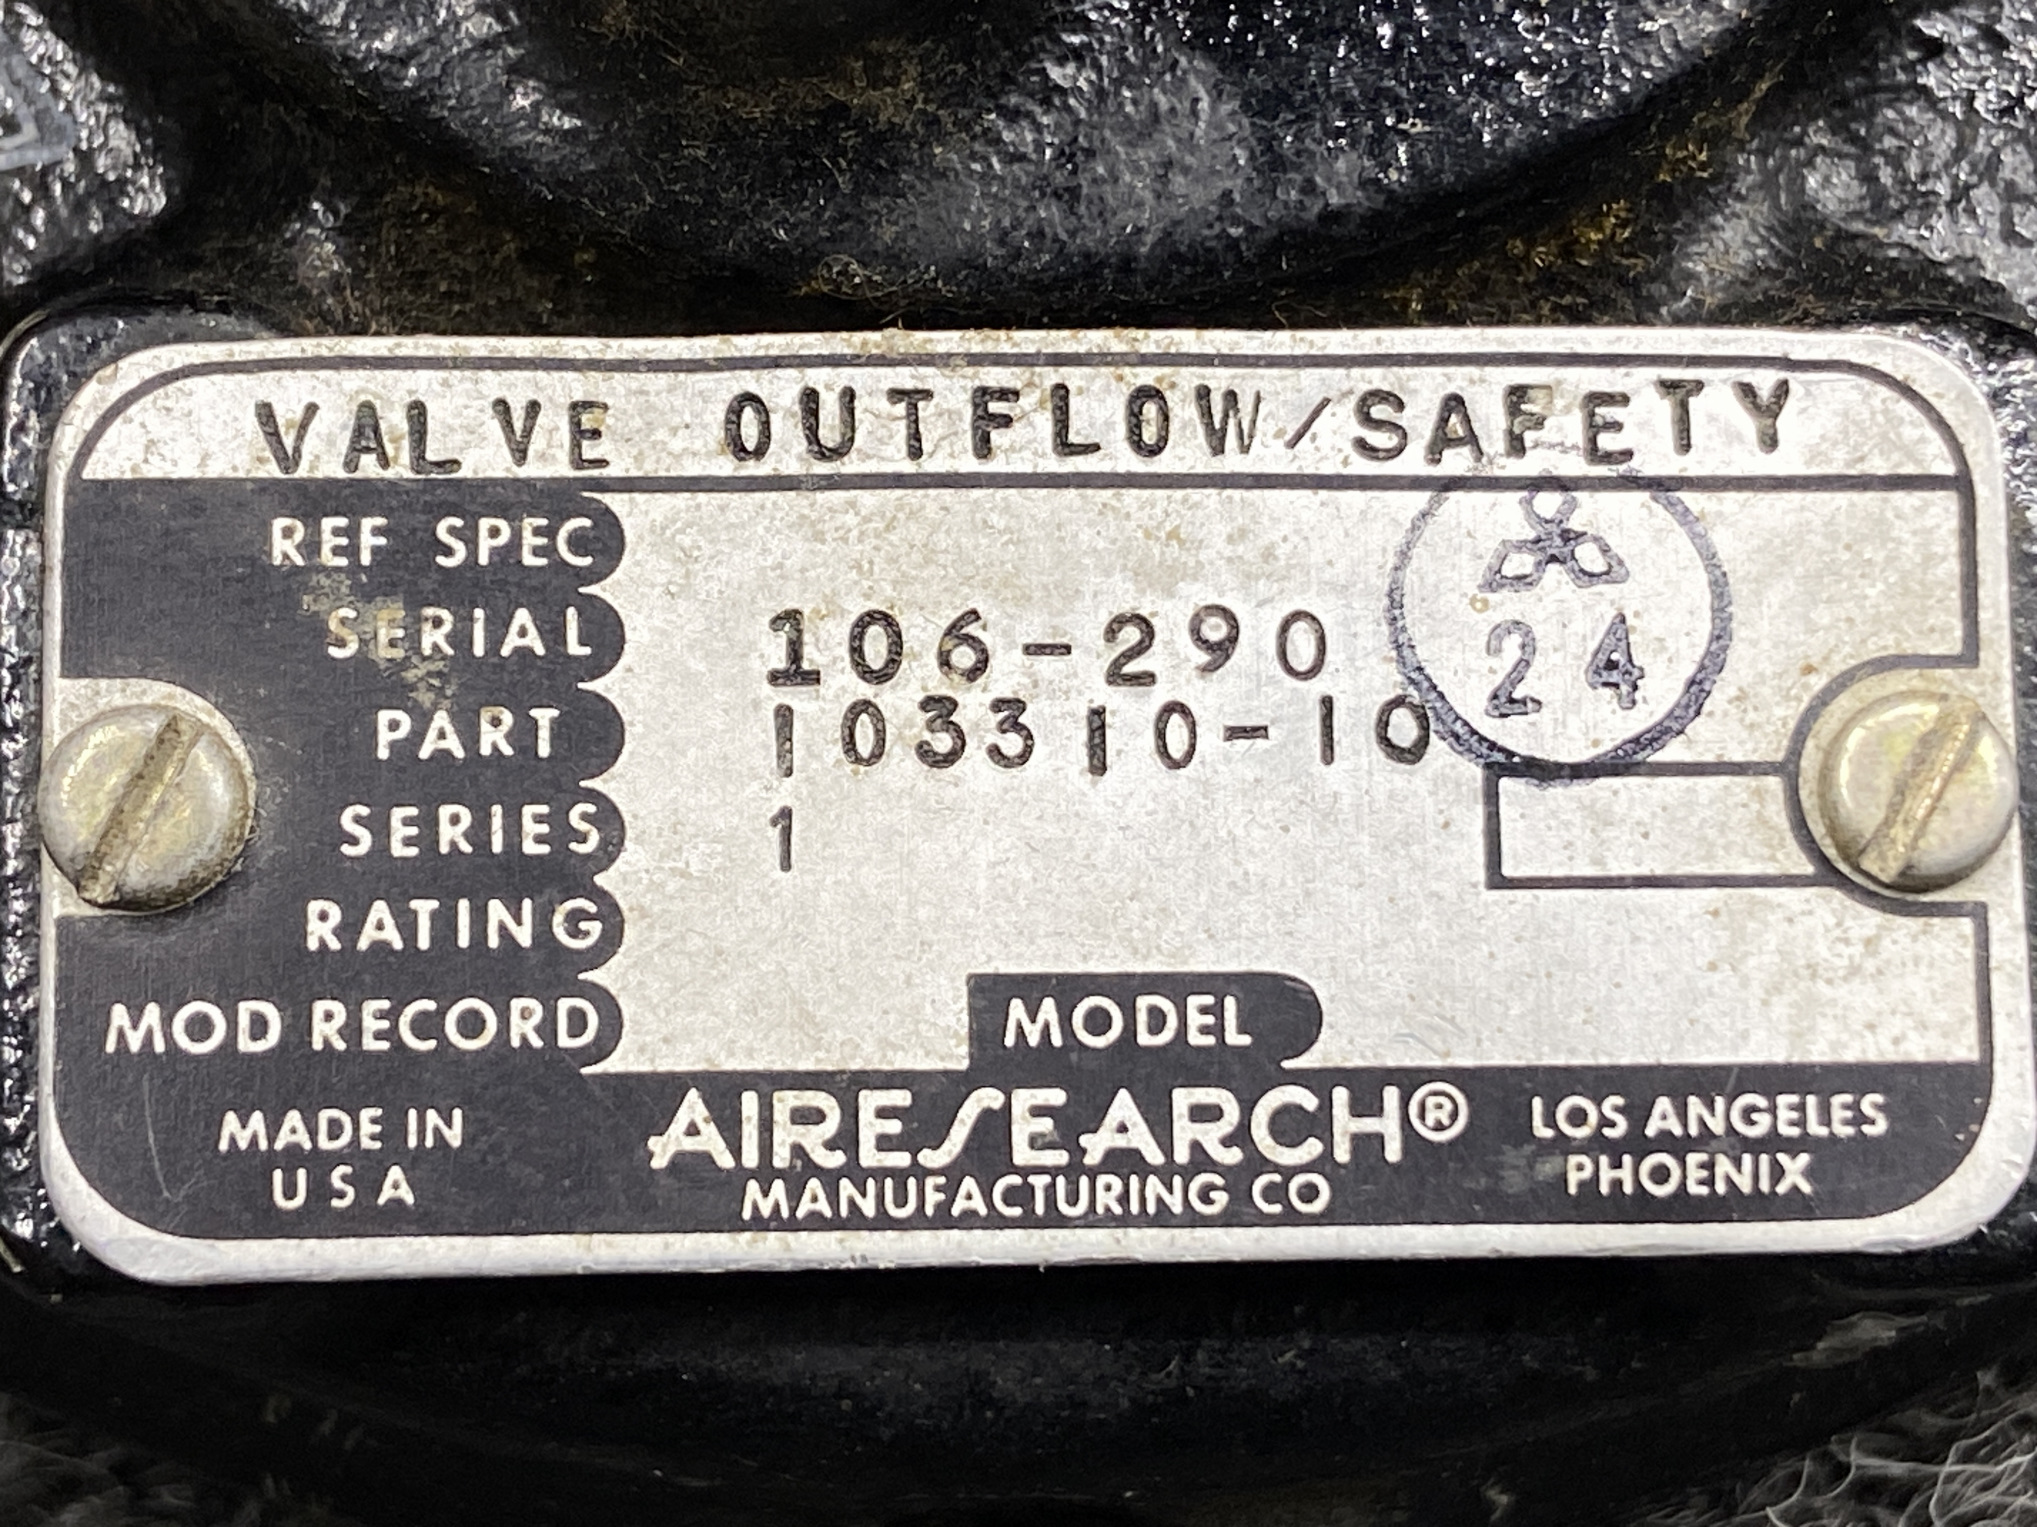 VALVE OUTFLOW/SAFETY
REF SPEC
SERIAL 106-290
PART 103310-10
SERIES 1
RATING
MOD RECORD
MODEL
24
MADE IN
USA
AIRESEARCH®
MANUFACTURING CO
LOS ANGELES
PHOENIX